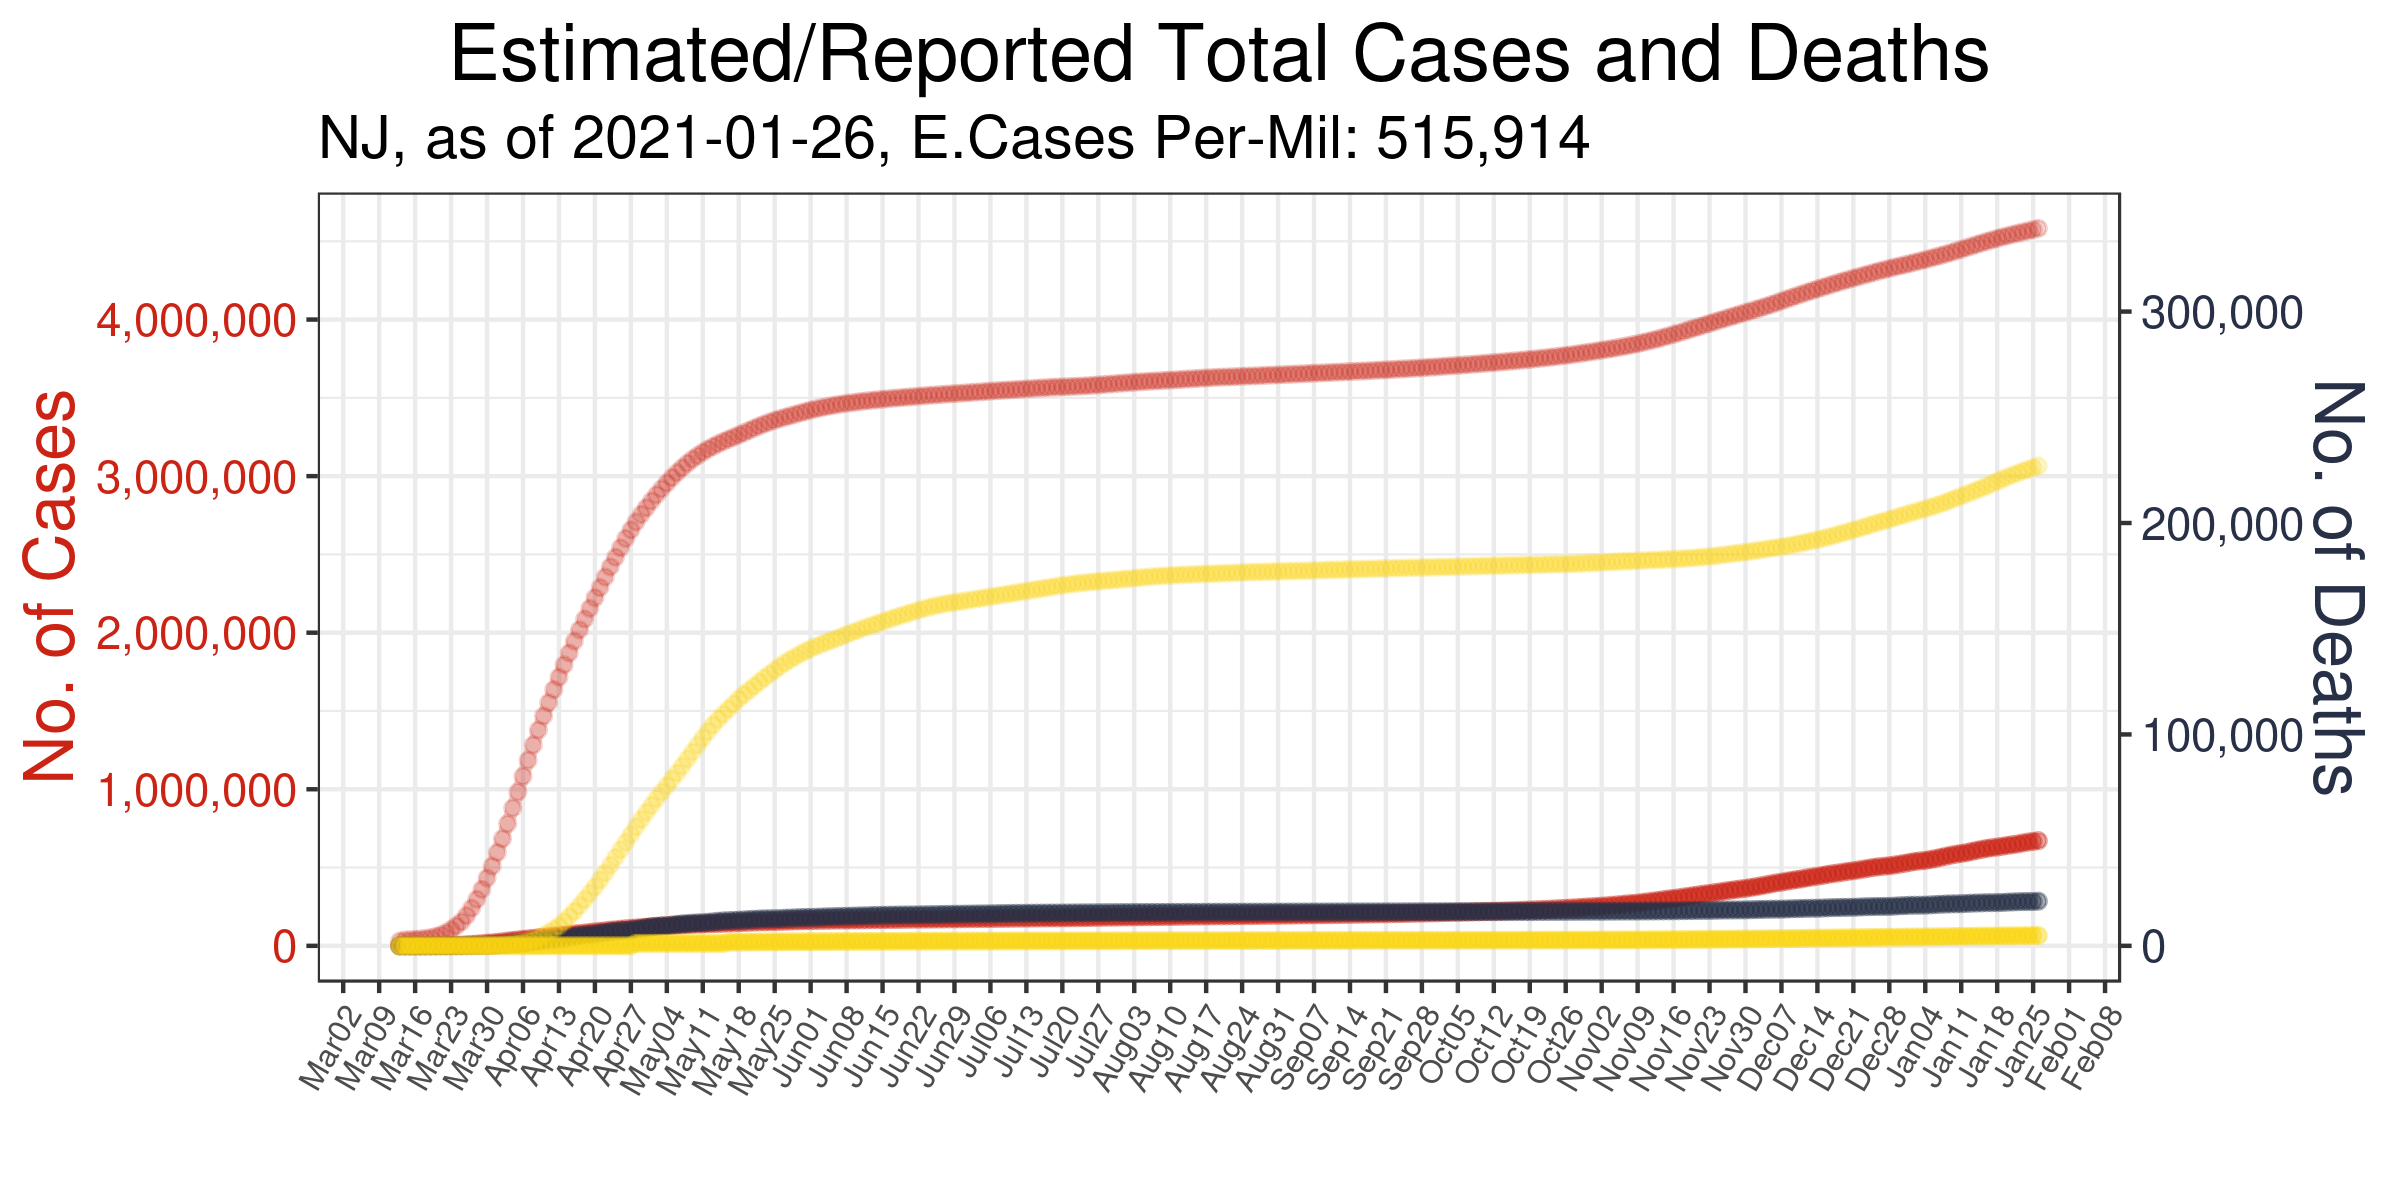 Estimated/Reported Total Cases and Deaths
NJ, as of 2021-01-26, E.Cases Per-Mil: 515,914
No. of Cases
4,000,000
3,000,000
2,000,000
1,000,000
0
300,000
200,000
100,000
0
No. of Deaths
Mar02 Mar09 Mar16 Mar23 Mar30 Apr06 Apr13 Apr20 Apr27 May04 May11 May18 May25 Jun01 Jun08 Jun15 Jun22 Jun29 Jul06 Jul13 Jul20 Jul27 Aug03 Aug10 Aug17 Aug24 Aug31 Sep07 Sep14 Sep21 Sep28 Oct05 Oct12 Oct19 Oct26 Nov02 Nov09 Nov16 Nov23 Nov30 Dec07 Dec14 Dec21 Dec28 Jan04 Jan11 Jan18 Jan25 Feb01 Feb08